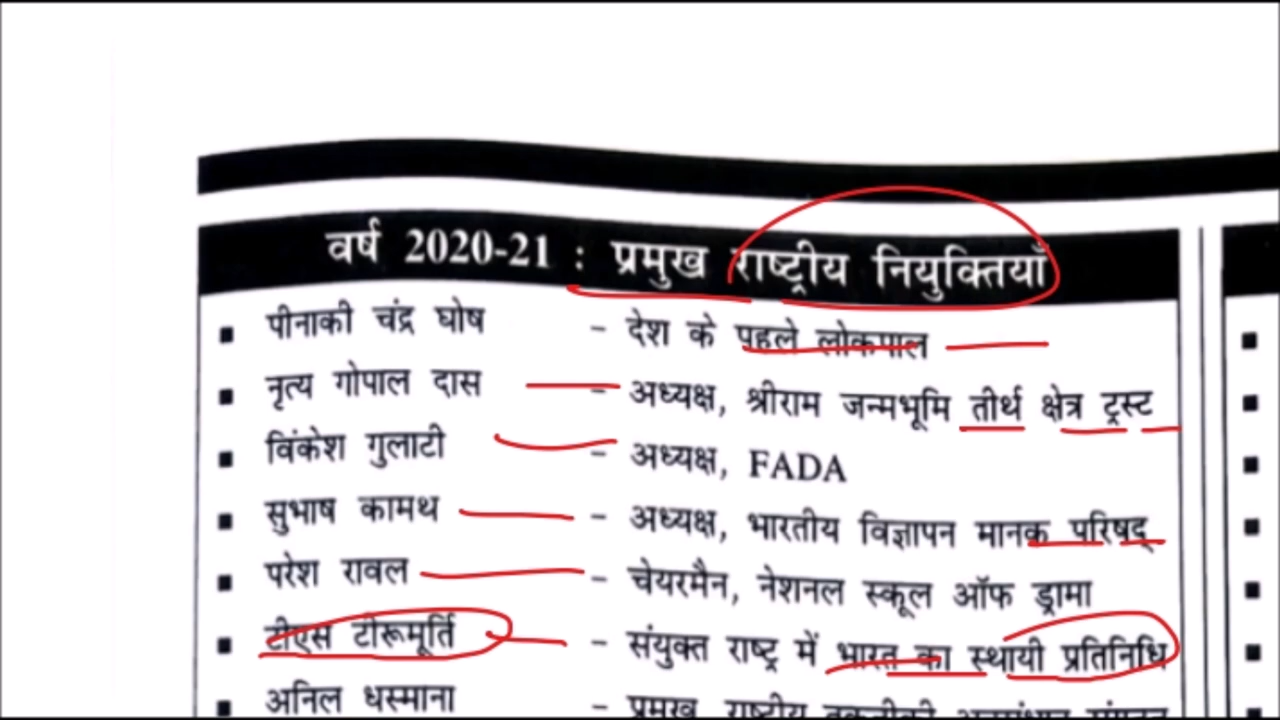 वर्ष 2020-21 : प्रमुख राष्ट्रीय नियुक्तियाँ
▪ पीनाकी चंद्र घोष – देश के पहले लोकपाल
▪ नृत्य गोपाल दास – अध्यक्ष, श्रीराम जन्मभूमि तीर्थ क्षेत्र ट्रस्ट
▪ विंकेश गुलाटी – अध्यक्ष, FADA
▪ सुभाष कामथ – अध्यक्ष, भारतीय विज्ञापन मानक परिषद्
▪ परेश रावल – चेयरमैन, नेशनल स्कूल ऑफ ड्रामा
▪ टीएस टीरूमूर्ति – संयुक्त राष्ट्र में भारत का स्थायी प्रतिनिधि
▪ अनिल धस्माना – प्रमुख, राष्ट्रीय